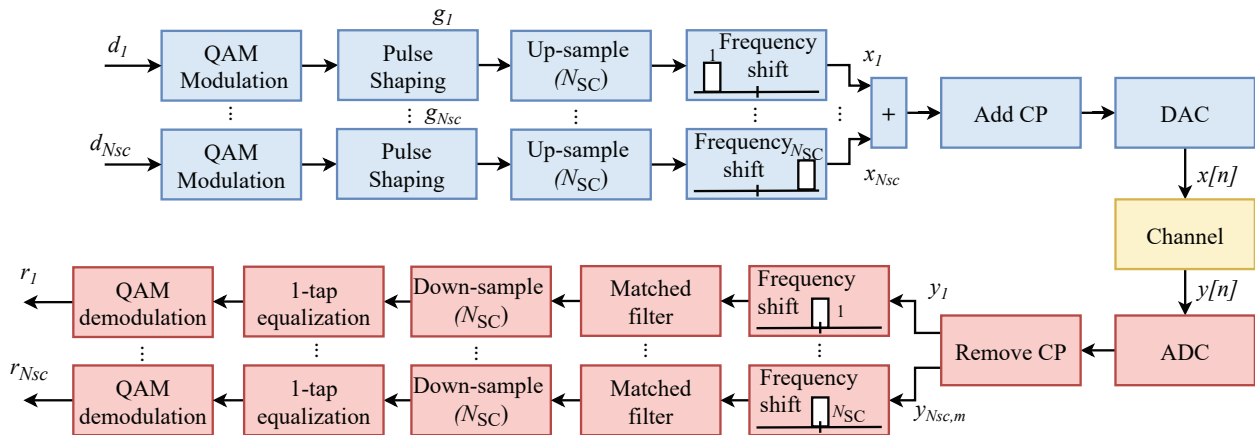 d1
QAM
Modulation
g1
Pulse
Shaping
Up-sample
(NSC)
1
Frequency
shift
x1
dNsc
QAM
Modulation
gNsc
Pulse
Shaping
Up-sample
(NSC)
Frequency
shift
NSC
xNsc
+
Add CP
DAC
x[n]
Channel
y[n]
r1
QAM
demodulation
1-tap
equalization
Down-sample
(NSC)
Matched
filter
Frequency
shift
1
y1
Remove CP
ADC
rNsc
QAM
demodulation
1-tap
equalization
Down-sample
(NSC)
Matched
filter
Frequency
shift
NSC
yNsc,m